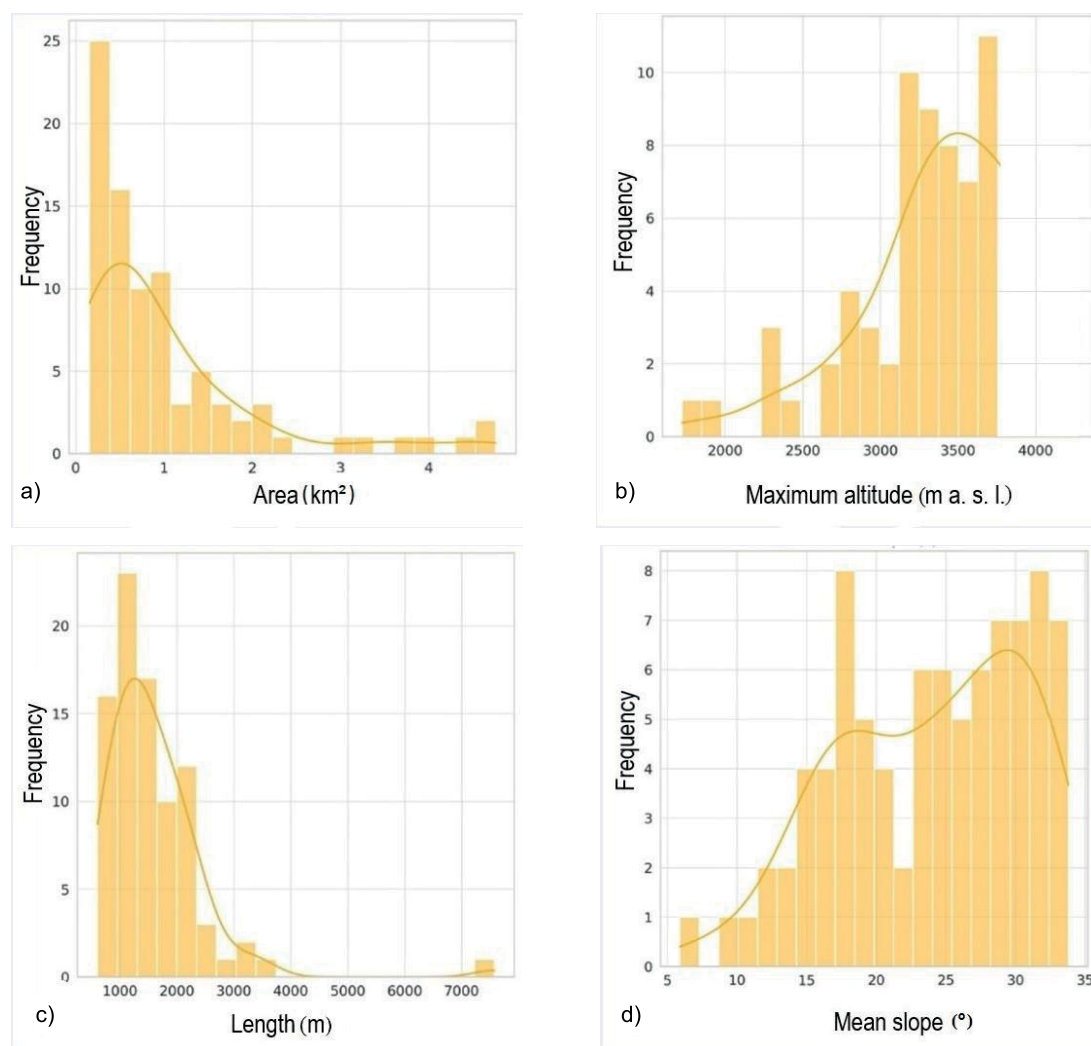 25
20
15
10
5
0
Frequency
0 1 2 3 4
Area (km²)
a)
10
8
6
4
2
0
Frequency
2000 2500 3000 3500 4000
Maximum altitude (m a. s. l.)
b)
20
15
10
5
0
Frequency
1000 2000 3000 4000 5000 6000 7000
Length (m)
c)
8
7
6
5
4
3
2
1
0
Frequency
5 10 15 20 25 30 35
Mean slope (°)
d)